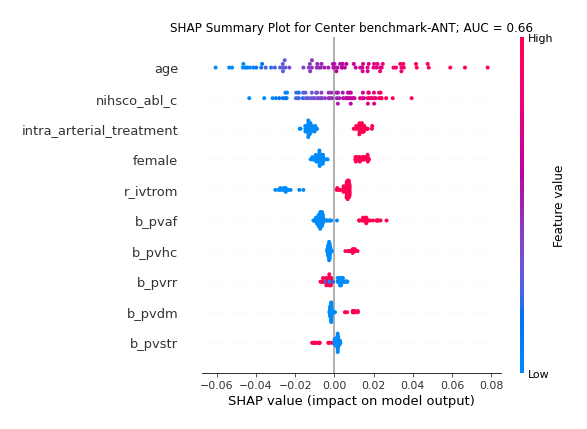 SHAP Summary Plot for Center benchmark-ANT; AUC = 0.66
High
age
nihsco_abl_c
intra_arterial_treatment
female
r_ivtrom
b_pvaf
b_pvhc
b_pvrr
b_pvdm
b_pvstr
Feature value
Low
−0.06 −0.04 −0.02 0.00 0.02 0.04 0.06 0.08
SHAP value (impact on model output)